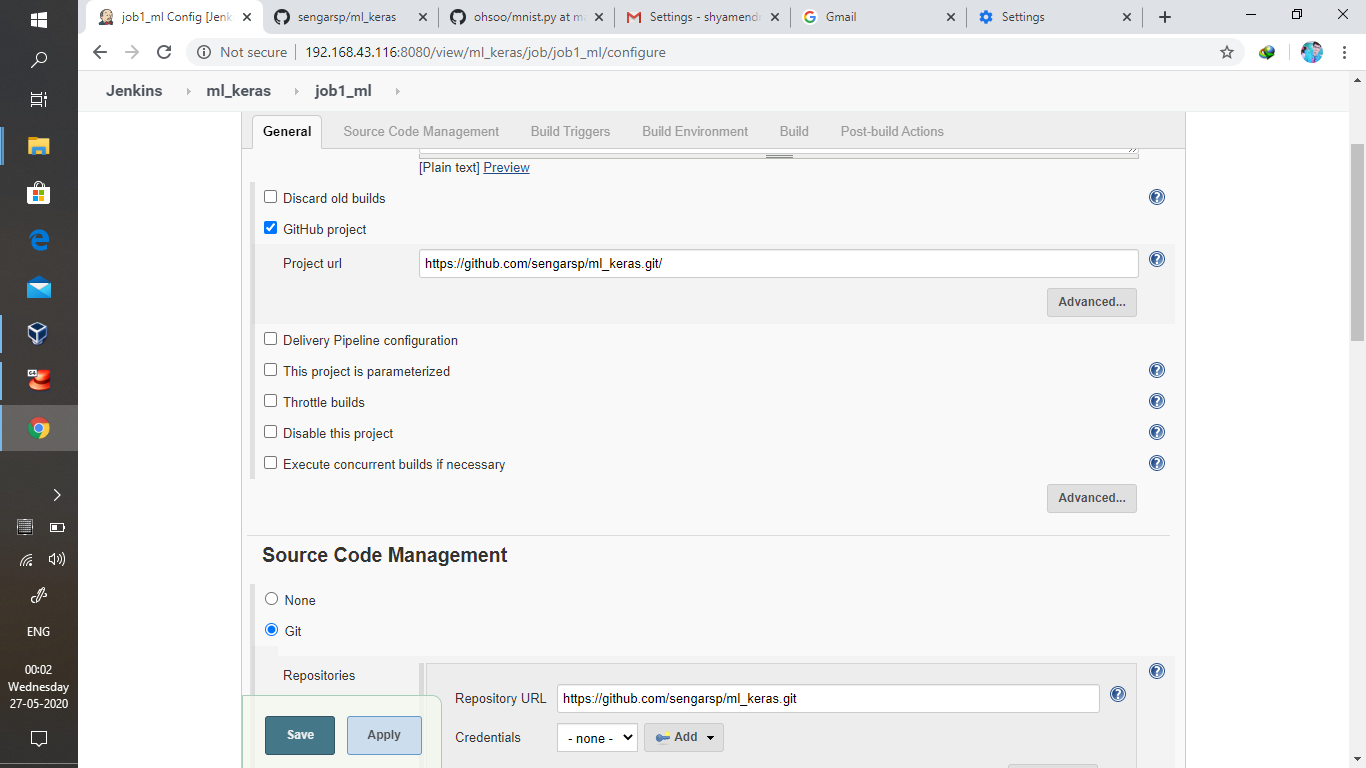 job1_ml Config [Jenk
sengarsp/ml_keras
ohsoo/mnist.py at ma
Settings - shyamendr
Gmail
Settings
Not secure
192.168.43.116:8080/view/ml_keras/job/job1_ml/configure
Jenkins
ml_keras
job1_ml
General
Source Code Management
Build Triggers
Build Environment
Build
Post-build Actions
[Plain text] Preview
Discard old builds
GitHub project
Project url
https://github.com/sengarsp/ml_keras.git/
Advanced...
Delivery Pipeline configuration
This project is parameterized
Throttle builds
Disable this project
Execute concurrent builds if necessary
Advanced...
Source Code Management
None
Git
Repositories
Repository URL
https://github.com/sengarsp/ml_keras.git
Credentials
- none -
Add
Save
Apply
64
ENG
00:02
Wednesday
27-05-2020